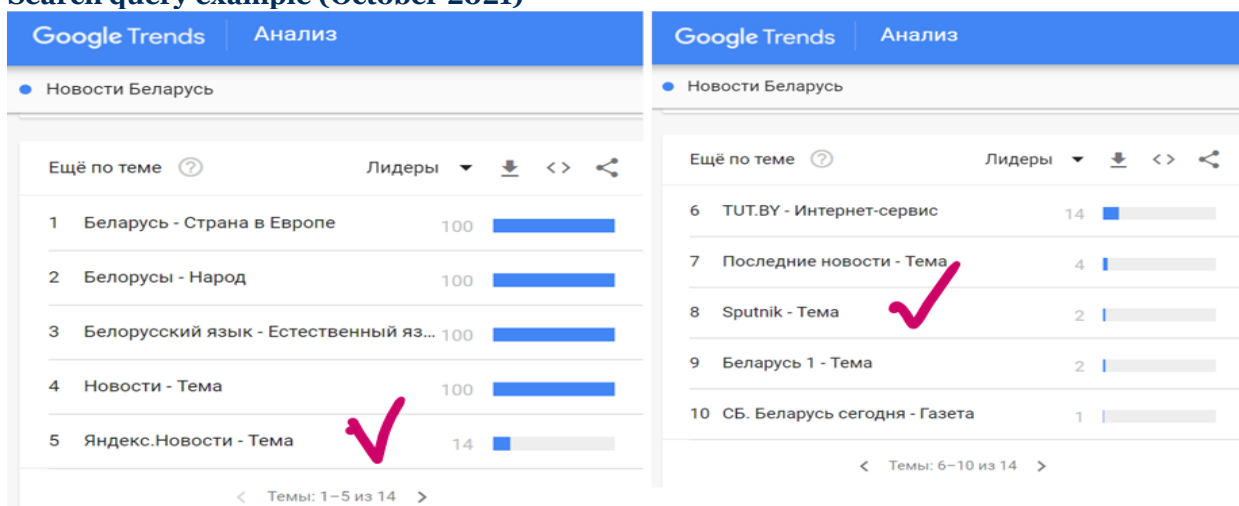 Search query example (October 2021)
Google Trends Анализ
Новости Беларусь
Ещё по теме ? Лидеры
1 Беларусь - Страна в Европе 100
2 Белорусы - Народ 100
3 Белорусский язык - Естественный яз... 100
4 Новости - Тема 100
5 Яндекс.Новости - Тема 14
< Темы: 1–5 из 14 >
Google Trends Анализ
Новости Беларусь
Ещё по теме ? Лидеры
6 TUT.BY - Интернет-сервис 14
7 Последние новости - Тема 4
8 Sputnik - Тема 2
9 Беларусь 1 - Тема 2
10 СБ. Беларусь сегодня - Газета 1
< Темы: 6–10 из 14 >